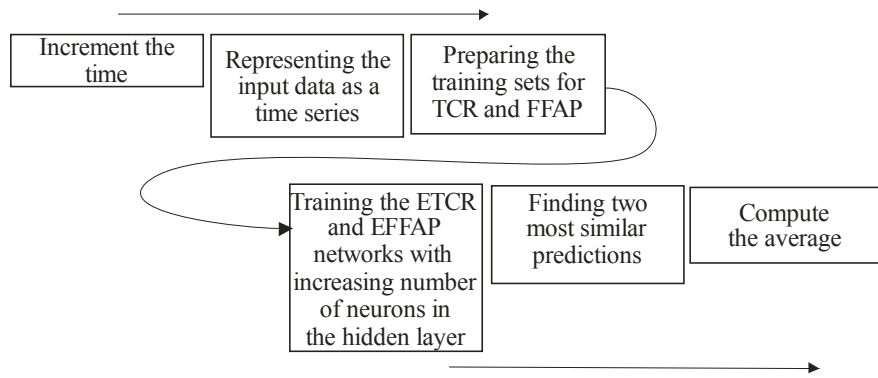 Increment the
time
Representing the
input data as a
time series
Preparing the
training sets for
TCR and FFAP
Training the ETCR
and EFFAP
networks with
increasing number
of neurons in
the hidden layer
Finding two
most similar
predictions
Compute
the average